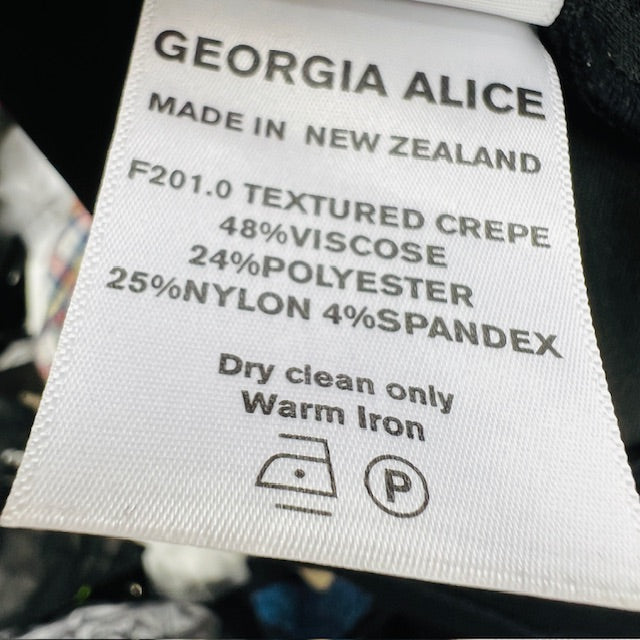 GEORGIA ALICE
MADE IN NEW ZEALAND
F201.0 TEXTURED CREPE
48%VISCOSE
24%POLYESTER
25%NYLON 4%SPANDEX
Dry clean only
Warm Iron
P